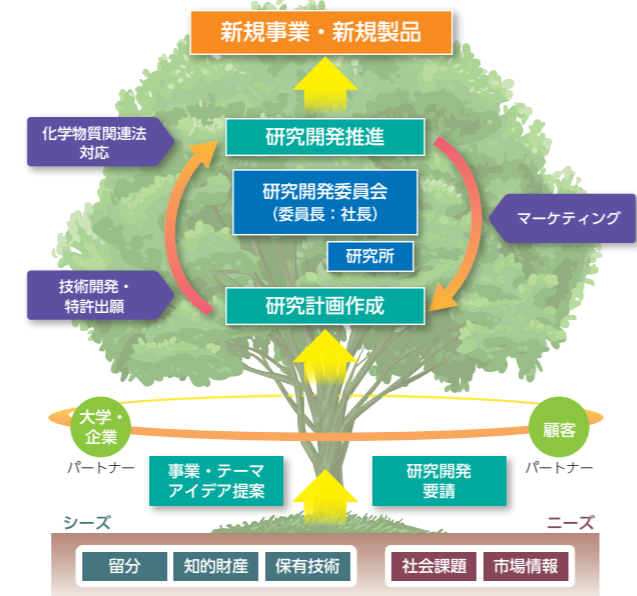 新規事業・新規製品
化学物質関連法
対応
研究開発推進
研究開発委員会
（委員長：社長）
マーケティング
研究所
技術開発・
特許出願
研究計画作成
大学・
企業
パートナー
顧客
パートナー
事業・テーマ
アイデア提案
研究開発
要請
シーズ
ニーズ
留分
知的財産
保有技術
社会課題
市場情報